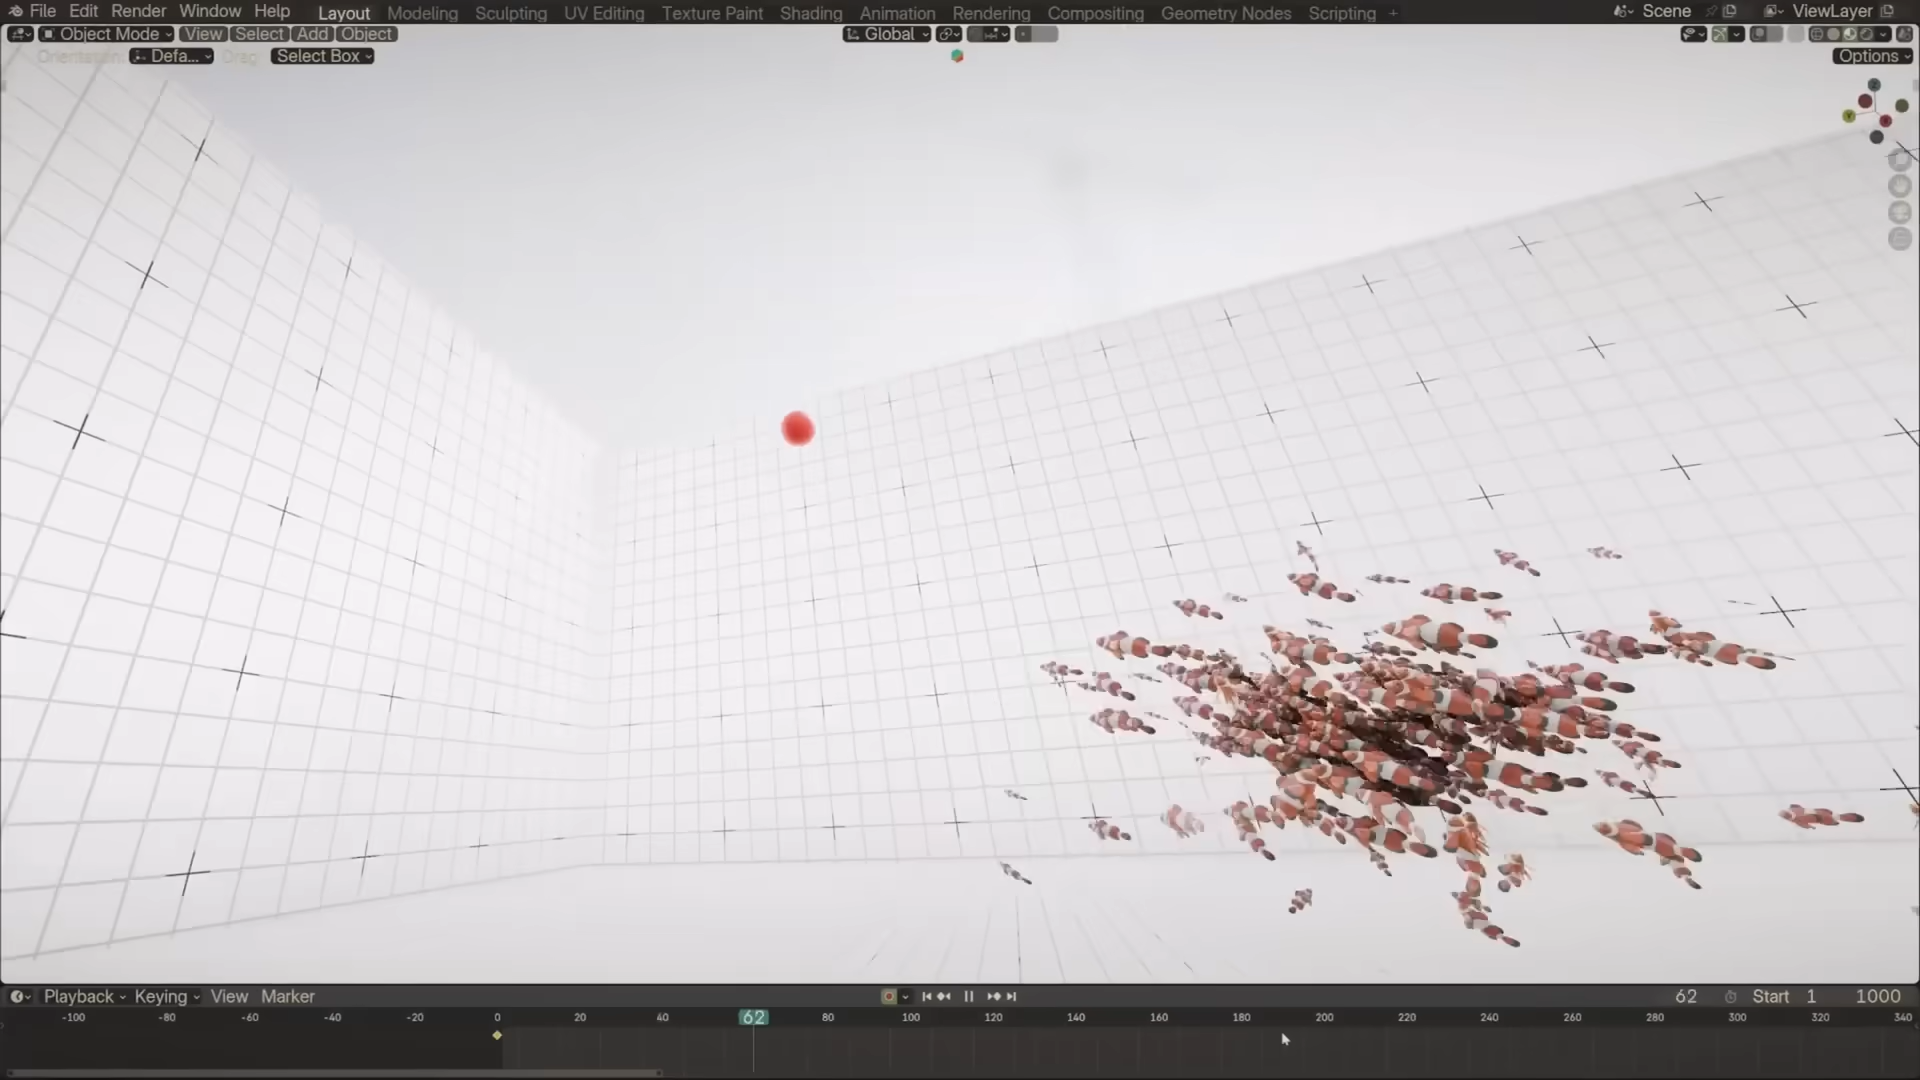 File Edit Render Window Help Layout Modeling Sculpting UV Editing Texture Paint Shading Animation Rendering Compositing Geometry Nodes Scripting + Scene ViewLayer
Object Mode View Select Add Object Global
Orientation: Defa... Drag: Select Box Options
Playback Keying View Marker 62 Start 1 1000
-100 -80 -60 -40 -20 0 20 40 62 80 100 120 140 160 180 200 220 240 260 280 300 320 340